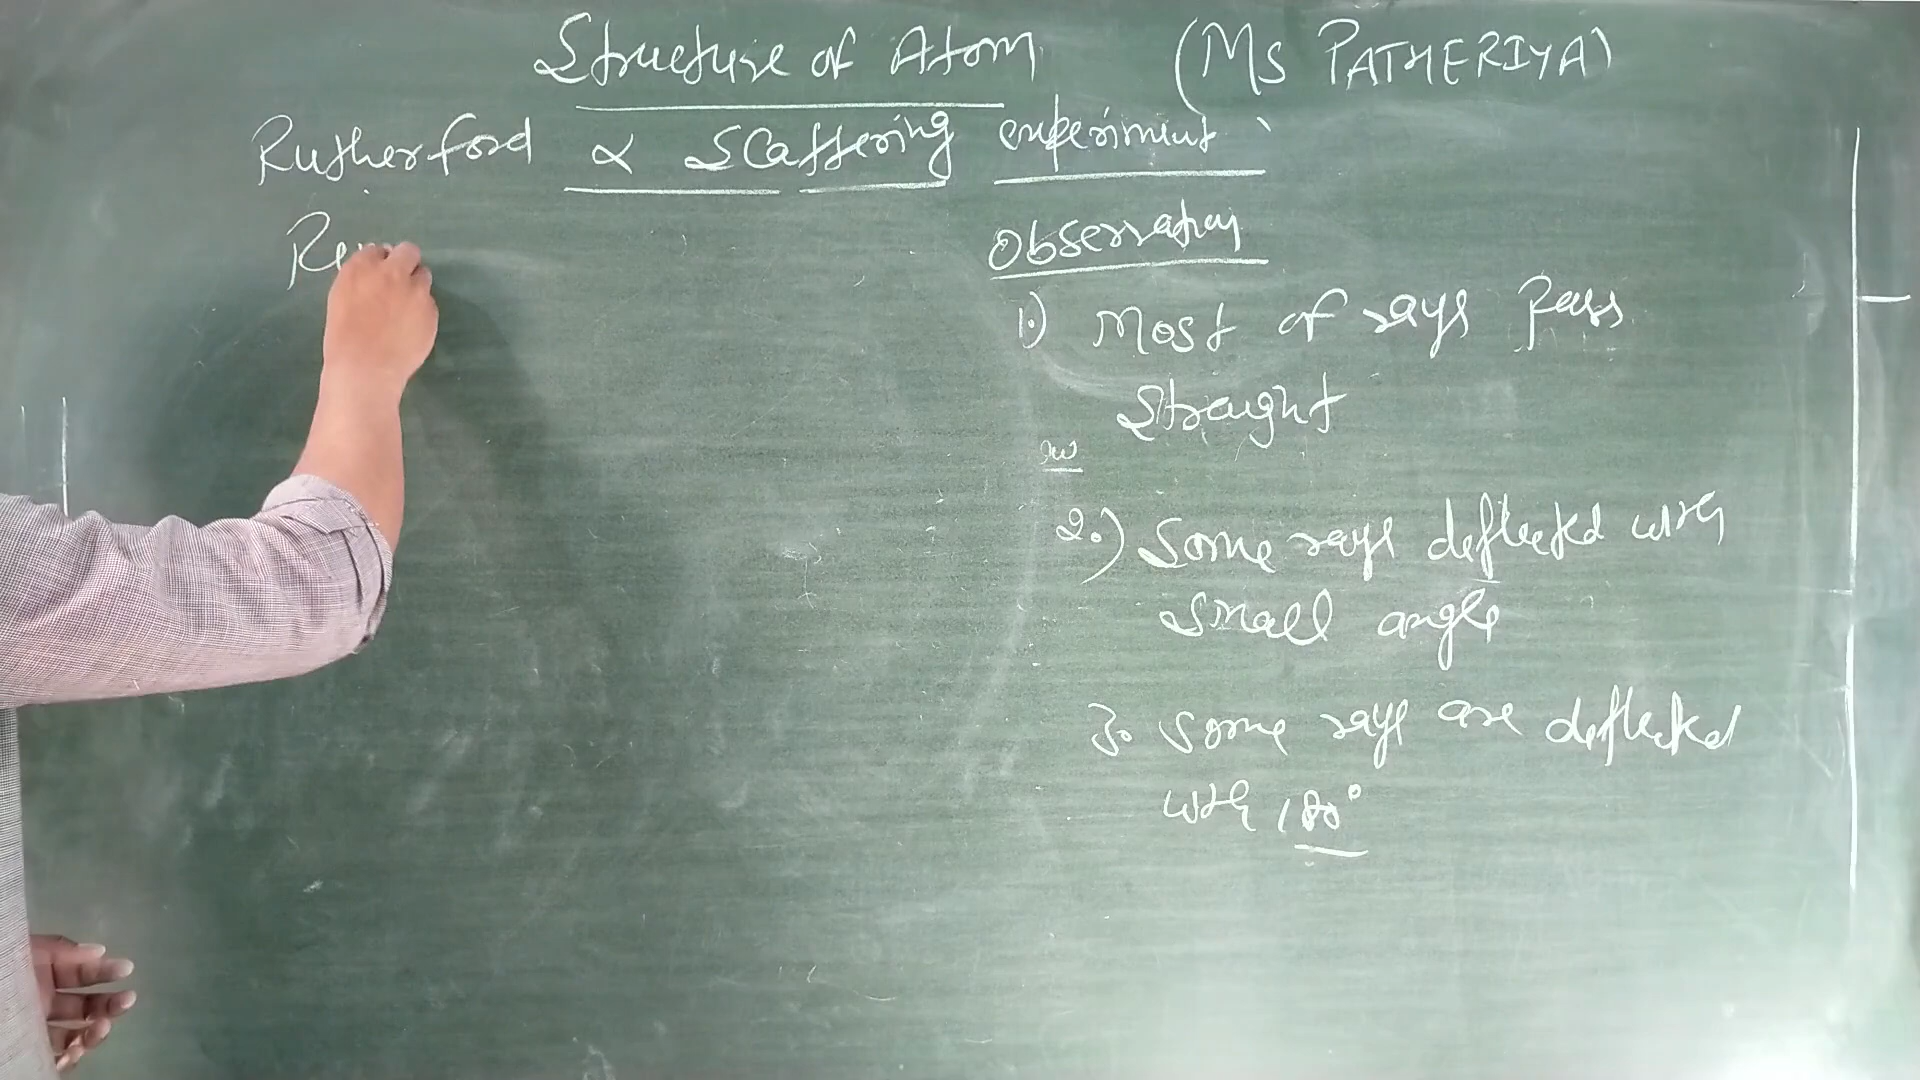 Structure of Atom (MS PATHERIYA)
Rutherford α Scattering experiment
Re
Observation
1.) Most of rays pass
straight
2.) Some rays deflected with
small angle
3. Some rays are deflected
with 180°